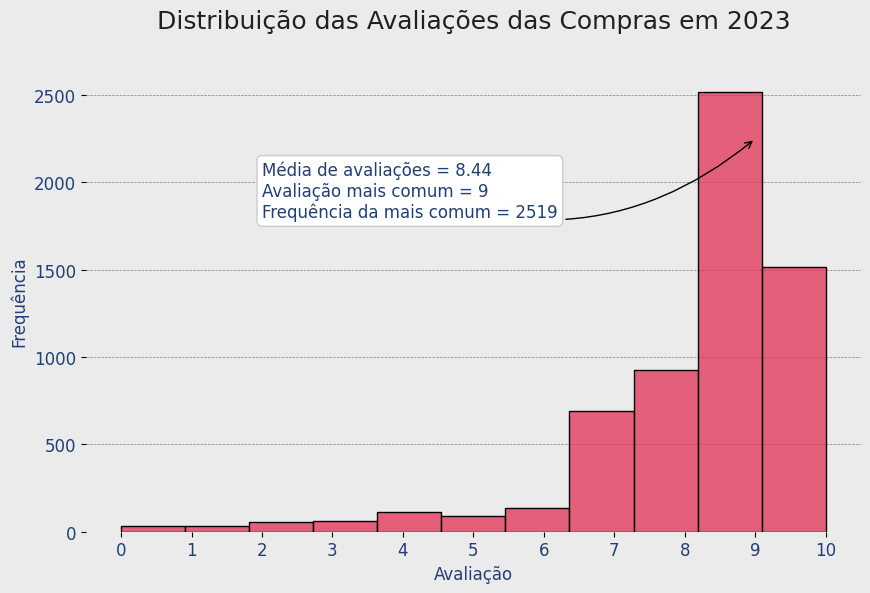 Distribuição das Avaliações das Compras em 2023
2500
2000
1500
1000
500
0
Frequência
Média de avaliações = 8.44
Avaliação mais comum = 9
Frequência da mais comum = 2519
0 1 2 3 4 5 6 7 8 9 10
Avaliação